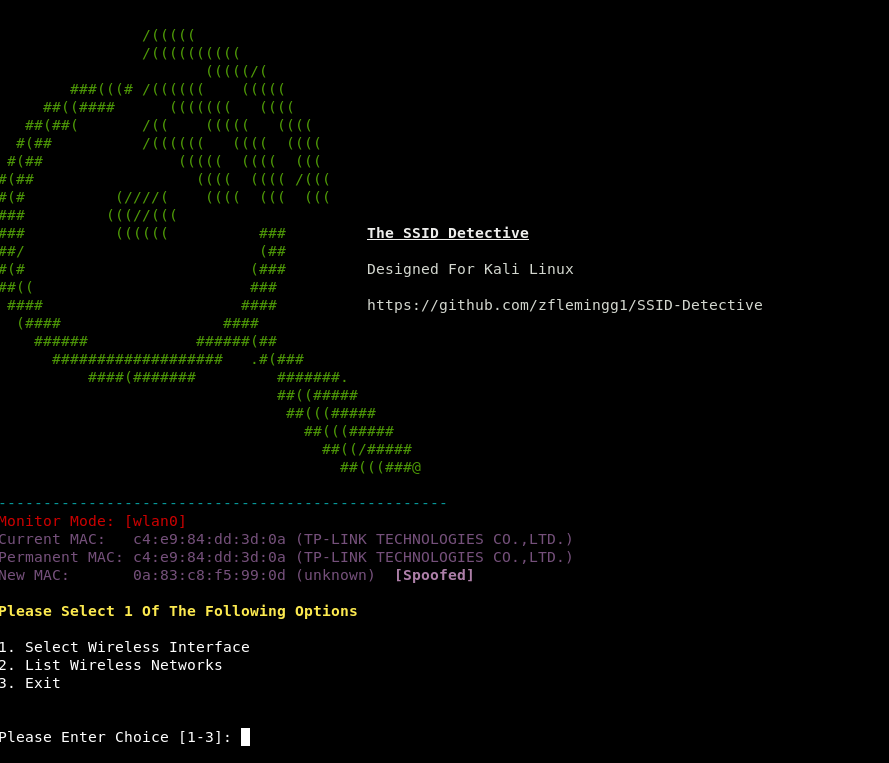 The SSID Detective
Designed For Kali Linux
https://github.com/zflemingg1/SSID-Detective
--------------------------------------------------
Monitor Mode: [wlan0]
Current MAC:   c4:e9:84:dd:3d:0a (TP-LINK TECHNOLOGIES CO.,LTD.)
Permanent MAC: c4:e9:84:dd:3d:0a (TP-LINK TECHNOLOGIES CO.,LTD.)
New MAC:       0a:83:c8:f5:99:0d (unknown)  [Spoofed]
Please Select 1 Of The Following Options
1. Select Wireless Interface
2. List Wireless Networks
3. Exit
Please Enter Choice [1-3]: